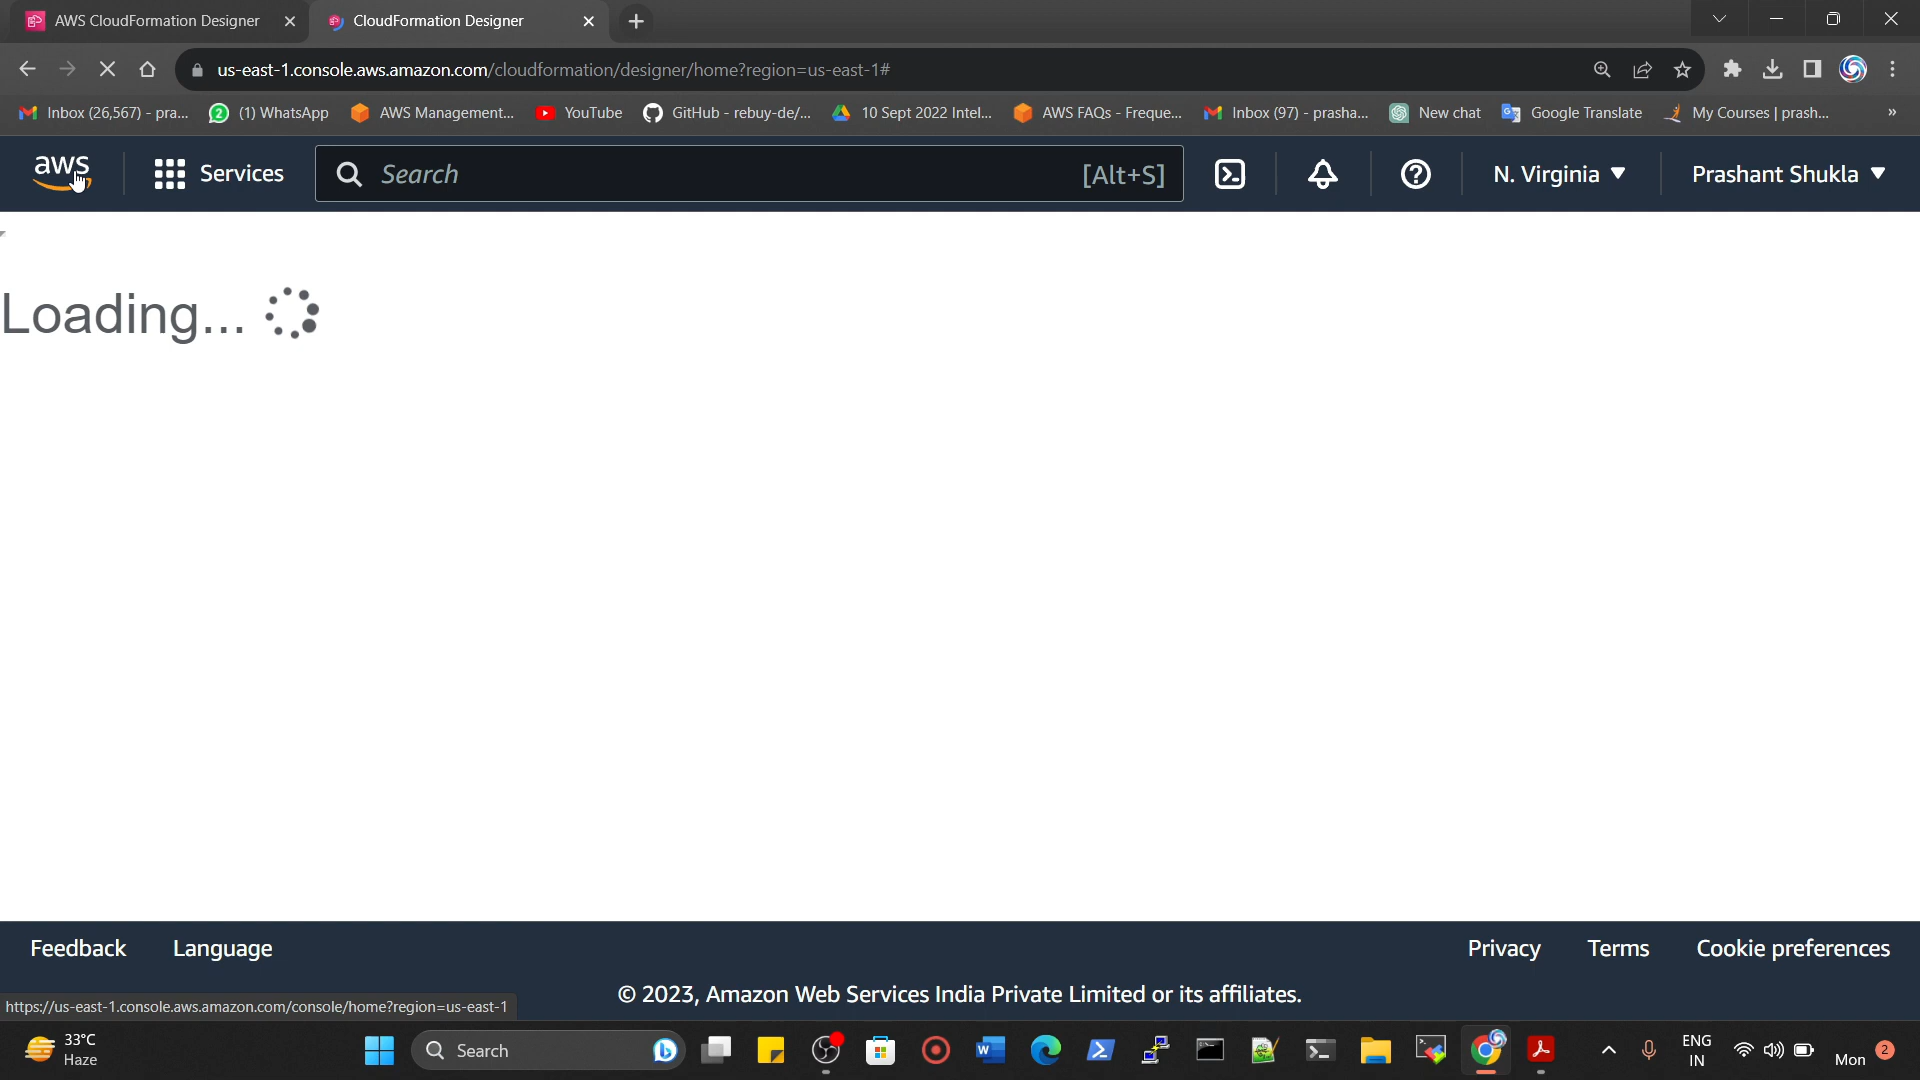 AWS CloudFormation Designer
CloudFormation Designer
us-east-1.console.aws.amazon.com/cloudformation/designer/home?region=us-east-1#
Inbox (26,567) - pra...
(1) WhatsApp
AWS Management...
YouTube
GitHub - rebuy-de/...
10 Sept 2022 Intel...
AWS FAQs - Freque...
Inbox (97) - prasha...
New chat
Google Translate
My Courses | prash...
»
aws
Services
Search
[Alt+S]
N. Virginia
Prashant Shukla
Loading...
Feedback
Language
Privacy
Terms
Cookie preferences
© 2023, Amazon Web Services India Private Limited or its affiliates.
https://us-east-1.console.aws.amazon.com/console/home?region=us-east-1
33°C
Haze
Search
ENG
IN
Mon
2